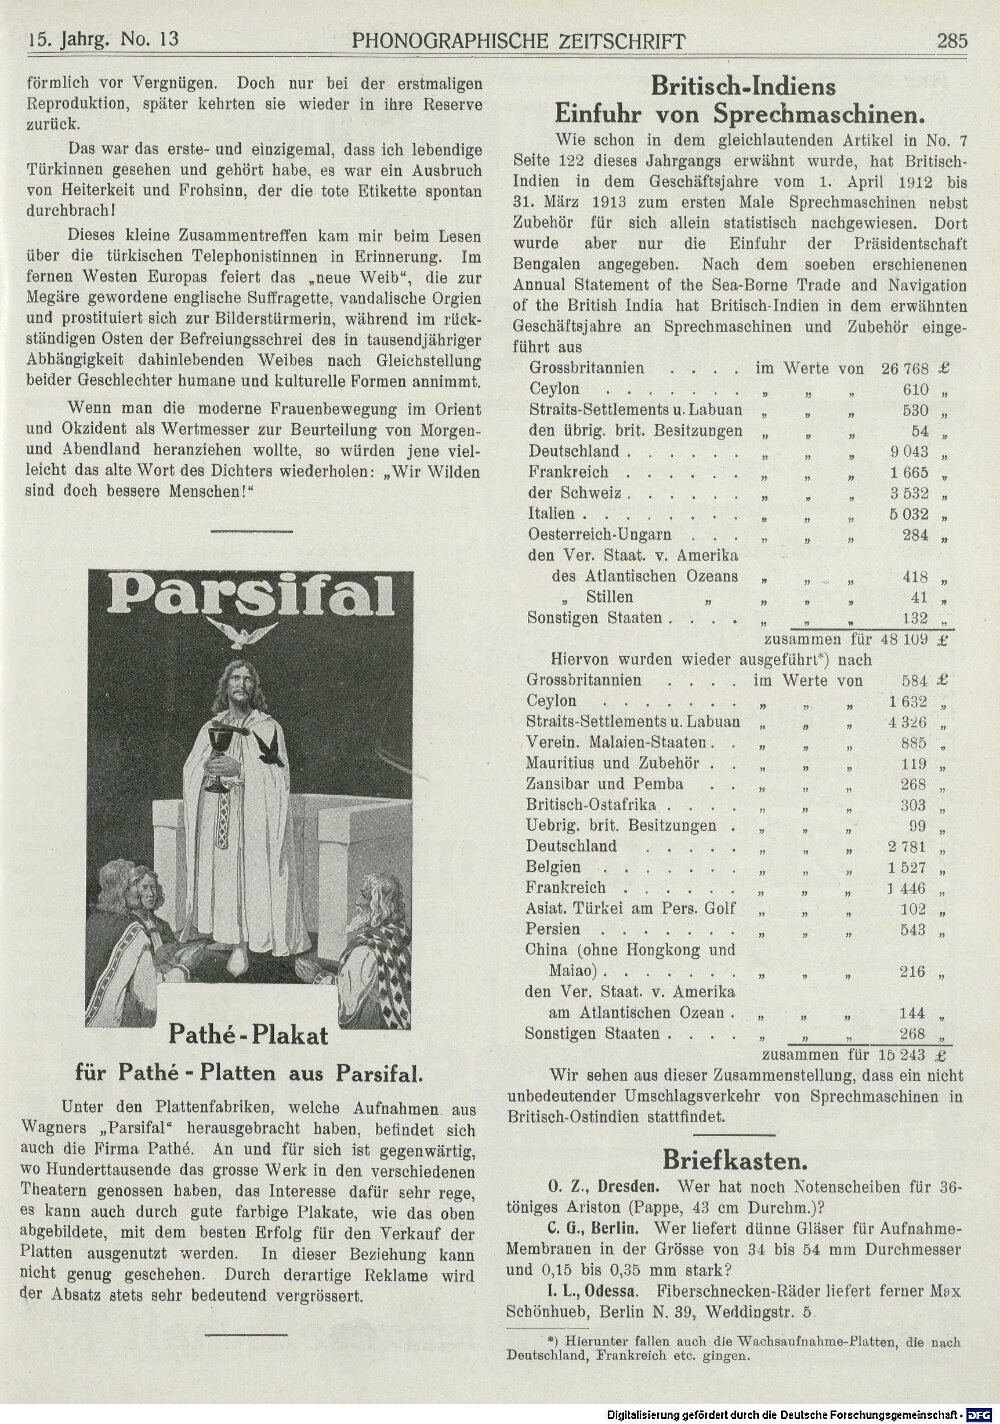 15. Jahrg. No. 13
PHONOGRAPHISCHE ZEITSCHRIFT
285
förmlich vor Vergnügen. Doch nur bei der erstmaligen
Reproduktion, später kehrten sie wieder in ihre Reserve
zurück.
Das war das erste- und einzigemal, dass ich lebendige
Türkinnen gesehen und gehört habe, es war ein Ausbruch
von Heiterkeit und Frohsinn, der die tote Etikette spontan
durchbrach!
Dieses kleine Zusammentreffen kam mir beim Lesen
über die türkischen Telephonistinnen in Erinnerung. Im
fernen Westen Europas feiert das „neue Weib“, die zur
Megäre gewordene englische Suffragette, vandalische Orgien
und prostituiert sich zur Bilderstürmerin, während im rück-
ständigen Osten der Befreiungsschrei des in tausendjähriger
Abhängigkeit dahinlebenden Weibes nach Gleichstellung
beider Geschlechter humane und kulturelle Formen annimmt.
Wenn man die moderne Frauenbewegung im Orient
und Okzident als Wertmesser zur Beurteilung von Morgen-
und Abendland heranziehen wollte, so würden jene viel-
leicht das alte Wort des Dichters wiederholen: „Wir Wilden
sind doch bessere Menschen!“
Parsifal
Pathé-Plakat
für Pathé-Platten aus Parsifal.
Unter den Plattenfabriken, welche Aufnahmen aus
Wagners „Parsifal“ herausgebracht haben, befindet sich
auch die Firma Pathé. An und für sich ist gegenwärtig,
wo Hunderttausende das grosse Werk in den verschiedenen
Theatern genossen haben, das Interesse dafür sehr rege,
es kann auch durch gute farbige Plakate, wie das oben
abgebildete, mit dem besten Erfolg für den Verkauf der
Platten ausgenutzt werden. In dieser Beziehung kann
nicht genug geschehen. Durch derartige Reklame wird
der Absatz stets sehr bedeutend vergrössert.
Britisch-Indiens
Einfuhr von Sprechmaschinen.
Wie schon in dem gleichlautenden Artikel in No. 7
Seite 122 dieses Jahrgangs erwähnt wurde, hat Britisch-
Indien in dem Geschäftsjahre vom 1. April 1912 bis
31. März 1913 zum ersten Male Sprechmaschinen nebst
Zubehör für sich allein statistisch nachgewiesen. Dort
wurde aber nur die Einfuhr der Präsidentschaft
Bengalen angegeben. Nach dem soeben erschienenen
Annual Statement of the Sea-Borne Trade and Navigation
of the British India hat Britisch-Indien in dem erwähnten
Geschäftsjahre an Sprechmaschinen und Zubehör einge-
führt aus
Grossbritannien . . . . im Werte von 26 768 £
Ceylon . . . . . . . „ „ „ 610 „
Straits-Settlements u. Labuan „ „ „ 530 „
den übrig. brit. Besitzungen „ „ „ 54 „
Deutschland . . . . . . „ „ „ 9 043 „
Frankreich . . . . . . „ „ „ 1 665 „
der Schweiz . . . . . . „ „ „ 3 532 „
Italien . . . . . . . . „ „ „ 5 032 „
Oesterreich-Ungarn . . . „ „ „ 284 „
den Ver. Staat. v. Amerika
des Atlantischen Ozeans „ „ „ 418 „
„ Stillen „ „ „ „ 41 „
Sonstigen Staaten . . . . „ „ „ 132 „
zusammen für 48 109 £
Hiervon wurden wieder ausgeführt*) nach
Grossbritannien . . . . im Werte von 584 £
Ceylon . . . . . . . „ „ „ 1 632 „
Straits-Settlements u. Labuan „ „ „ 4 326 „
Verein. Malaien-Staaten . . „ „ „ 885 „
Mauritius und Zubehör . . „ „ „ 119 „
Zansibar und Pemba . . „ „ „ 268 „
Britisch-Ostafrika . . . . „ „ „ 303 „
Uebrig. brit. Besitzungen . „ „ „ 99 „
Deutschland . . . . . „ „ „ 2 781 „
Belgien . . . . . . . „ „ „ 1 527 „
Frankreich . . . . . . „ „ „ 1 446 „
Asiat. Türkei am Pers. Golf „ „ „ 102 „
Persien . . . . . . . „ „ „ 543 „
China (ohne Hongkong und
Maiao) . . . . . . . „ „ „ 216 „
den Ver. Staat. v. Amerika
am Atlantischen Ozean . „ „ „ 144 „
Sonstigen Staaten . . . . „ „ „ 268 „
zusammen für 15 243 £
Wir sehen aus dieser Zusammenstellung, dass ein nicht
unbedeutender Umschlagsverkehr von Sprechmaschinen in
Britisch-Ostindien stattfindet.
Briefkasten.
O. Z., Dresden. Wer hat noch Notenscheiben für 36-
töniges Ariston (Pappe, 43 cm Durchm.)?
C. G., Berlin. Wer liefert dünne Gläser für Aufnahme-
Membranen in der Grösse von 34 bis 54 mm Durchmesser
und 0,15 bis 0,35 mm stark?
I. L., Odessa. Fiberschnecken-Räder liefert ferner Max
Schönhueb, Berlin N. 39, Weddingstr. 5
*) Hierunter fallen auch die Wachsaufnahme-Platten, die nach
Deutschland, Frankreich etc. gingen.
Digitalisierung gefördert durch die Deutsche Forschungsgemeinschaft - DFG